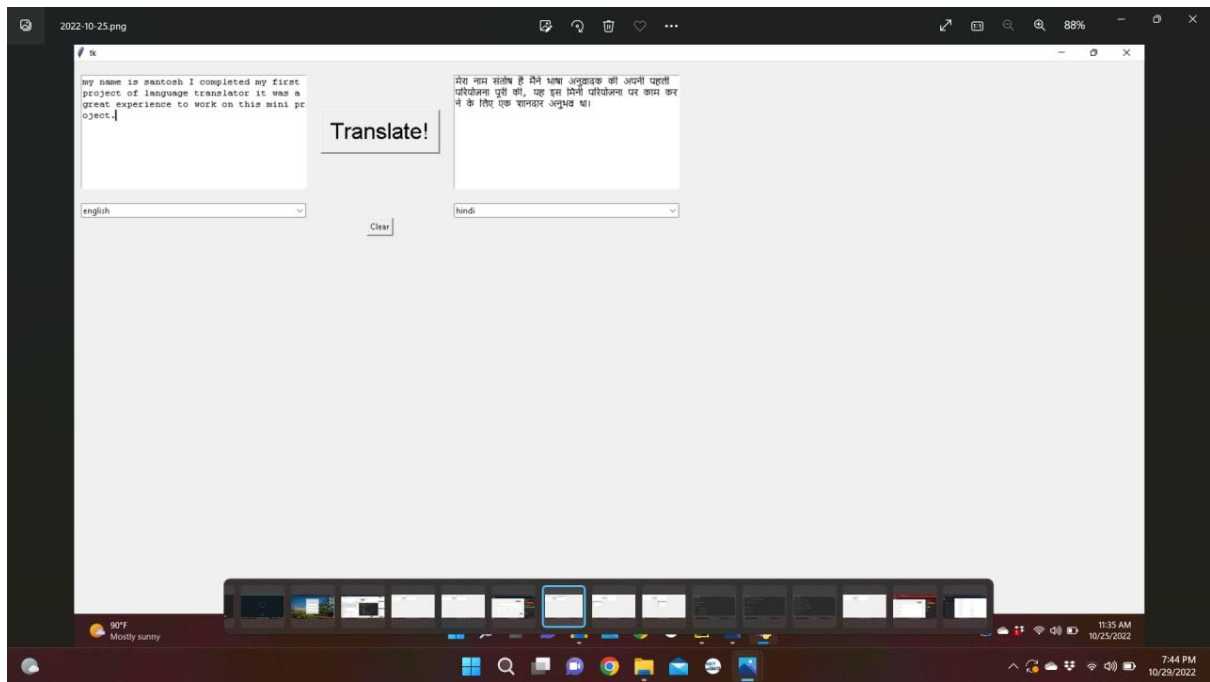 2022-10-25.png
88%
tk
my name is santosh I completed my first
project of language translator it was a
great experience to work on this mini pr
oject.
Translate!
मेरा नाम संतोष है मैंने भाषा अनुवादक की अपनी पहली
परियोजना पूरी की, यह इस मिनी परियोजना पर काम कर
ने के लिए एक शानदार अनुभव था।
english
Clear
hindi
90°F
Mostly sunny
11:35 AM
10/25/2022
7:44 PM
10/29/2022